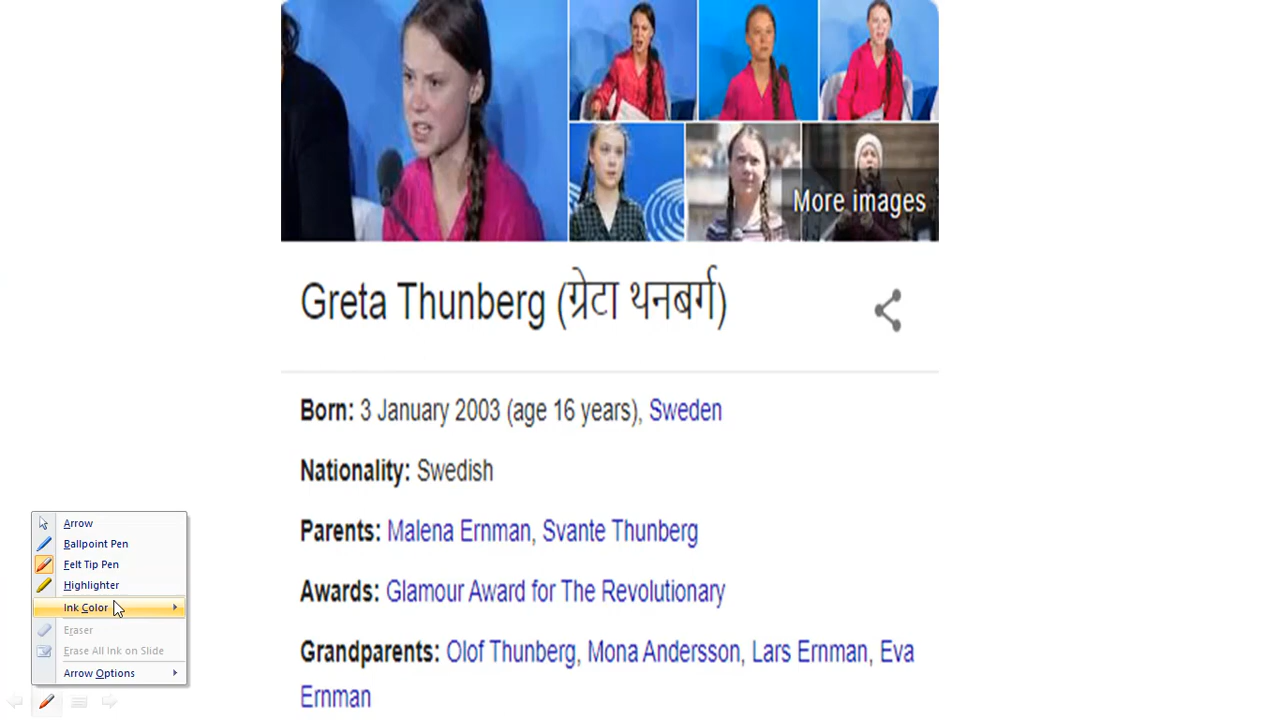 More images
Greta Thunberg (ग्रेटा थनबर्ग)
Born: 3 January 2003 (age 16 years), Sweden
Nationality: Swedish
Parents: Malena Ernman, Svante Thunberg
Awards: Glamour Award for The Revolutionary
Grandparents: Olof Thunberg, Mona Andersson, Lars Ernman, Eva
Ernman
Arrow
Ballpoint Pen
Felt Tip Pen
Highlighter
Ink Color
Eraser
Erase All Ink on Slide
Arrow Options